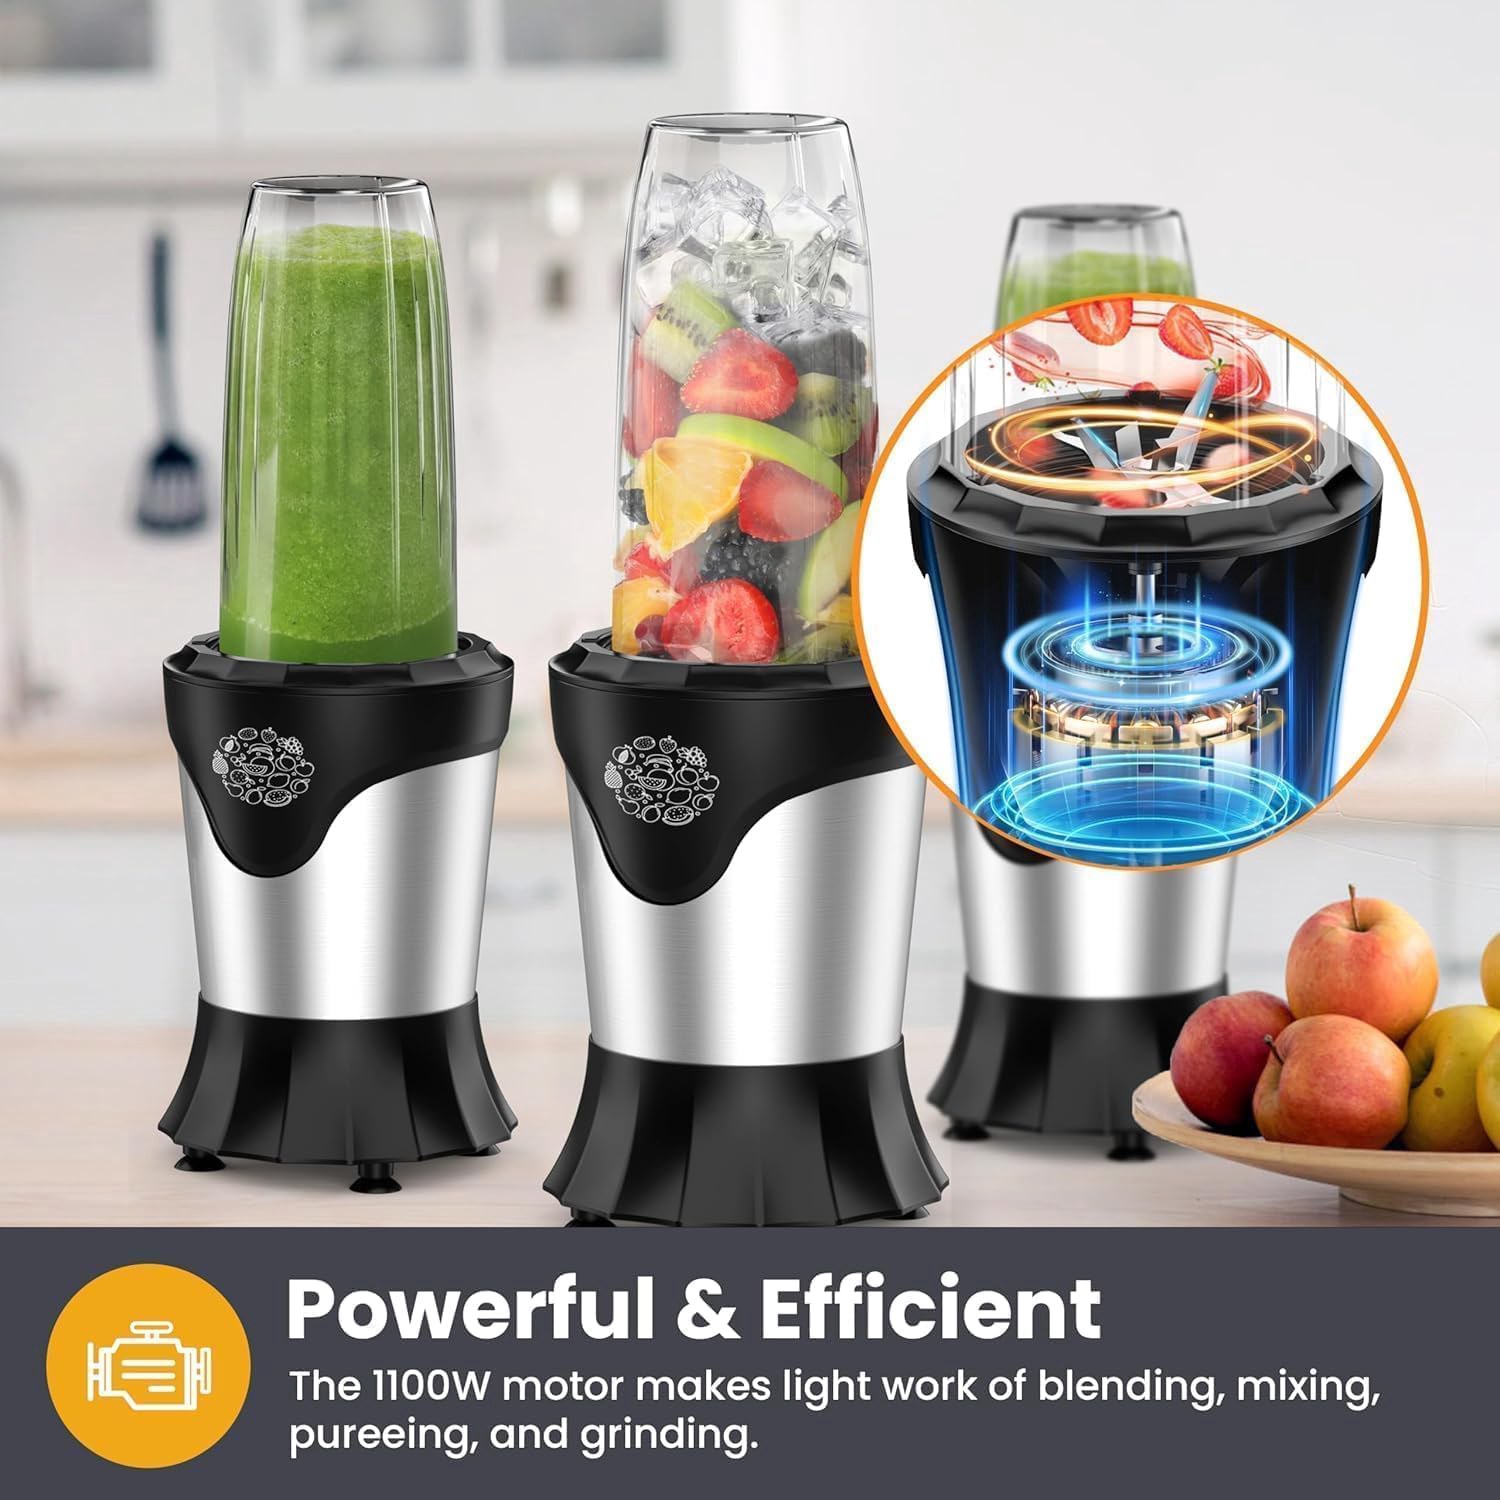 Powerful & Efficient
The 1100W motor makes light work of blending, mixing,
pureeing, and grinding.